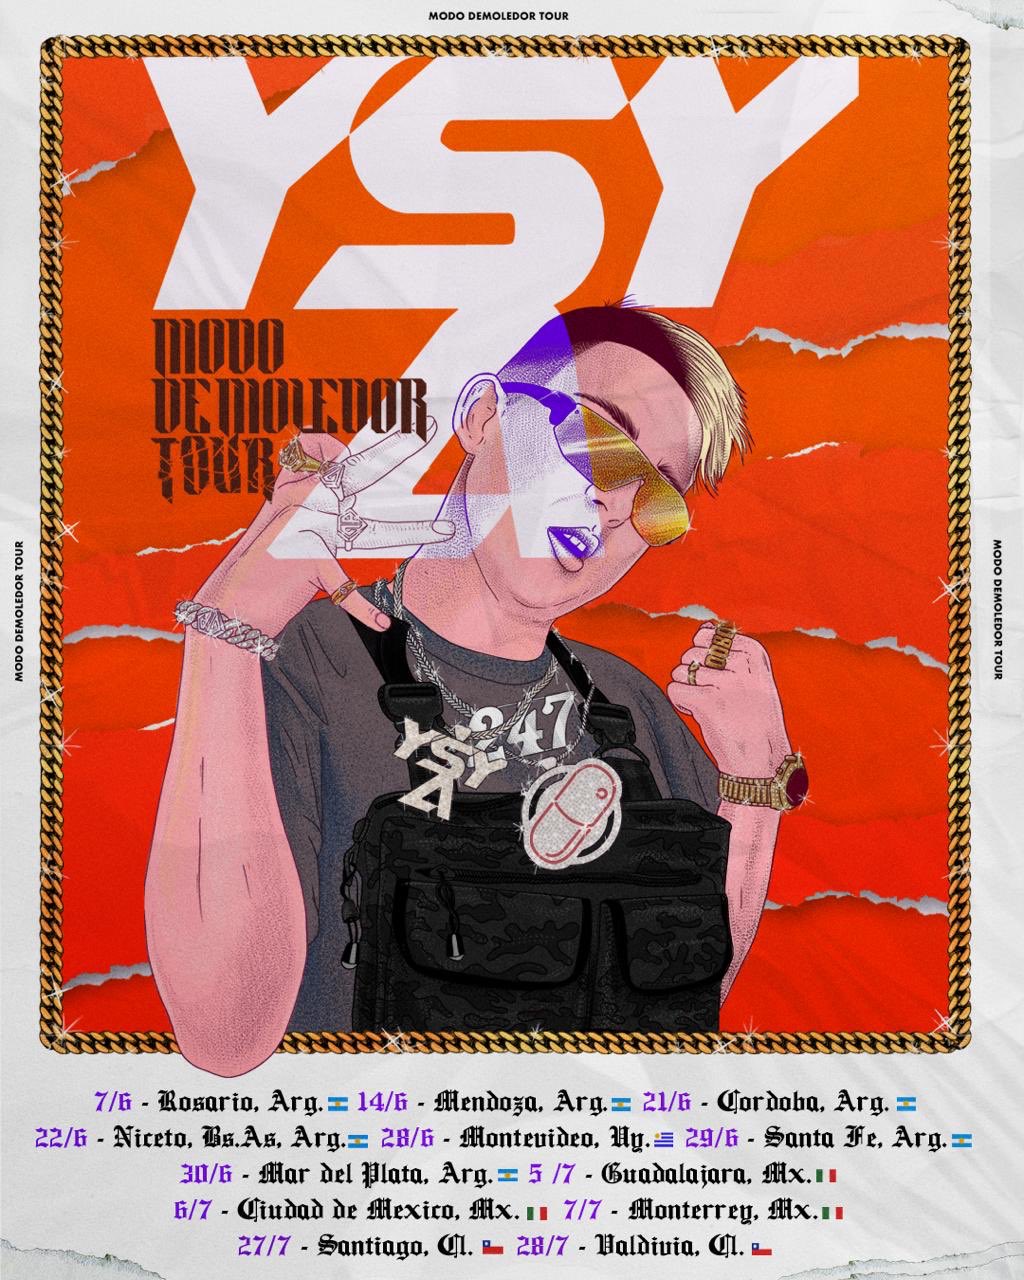 MODO DEMOLEDOR TOUR
YSY
A
MODO
DEMOLEDOR
TOUR
MODO DEMOLEDOR TOUR
MODO DEMOLEDOR TOUR
247
YSY
A
7/6 - Rosario, Arg. 14/6 - Mendoza, Arg. 21/6 - Cordoba, Arg.
22/6 - Niceto, Bs.As, Arg. 28/6 - Montevideo, Uy. 29/6 - Santa Fe, Arg.
30/6 - Mar del Plata, Arg. 5 /7 - Guadalajara, Mx.
6/7 - Ciudad de Mexico, Mx. 7/7 - Monterrey, Mx.
27/7 - Santiago, Cl. 28/7 - Valdivia, Cl.